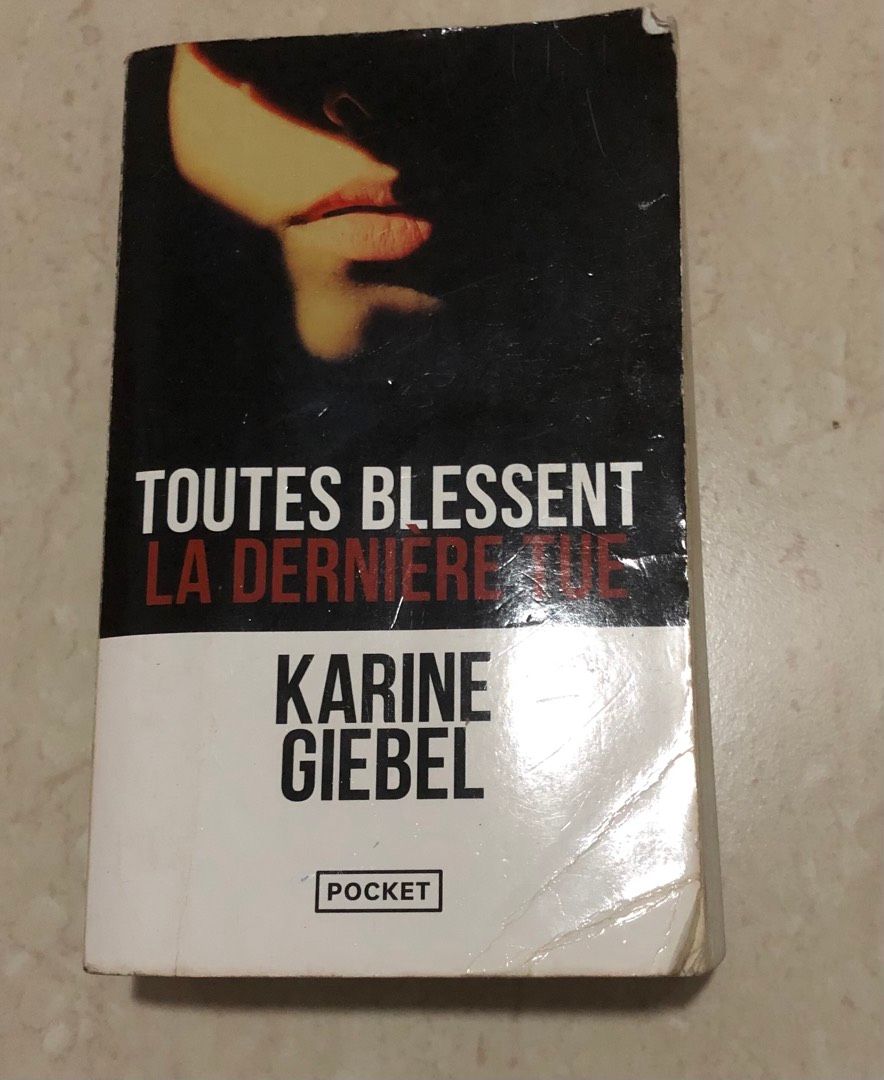 TOUTES BLESSENT
LA DERNIÈRE TUE
KARINE
GIEBEL
POCKET